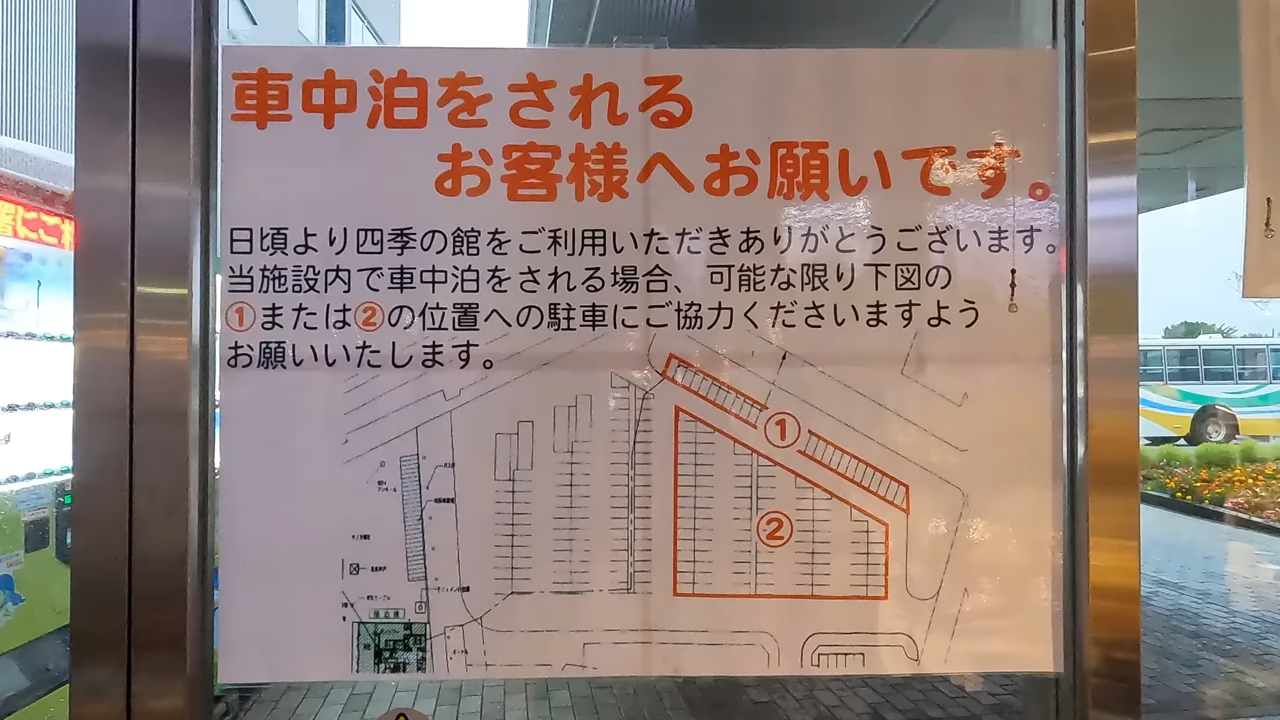 車中泊をされる
お客様へお願いです。
日頃より四季の館をご利用いただきありがとうございます。
当施設内で車中泊をされる場合、可能な限り下図の
①または②の位置への駐車にご協力くださいますよう
お願いいたします。
①
②